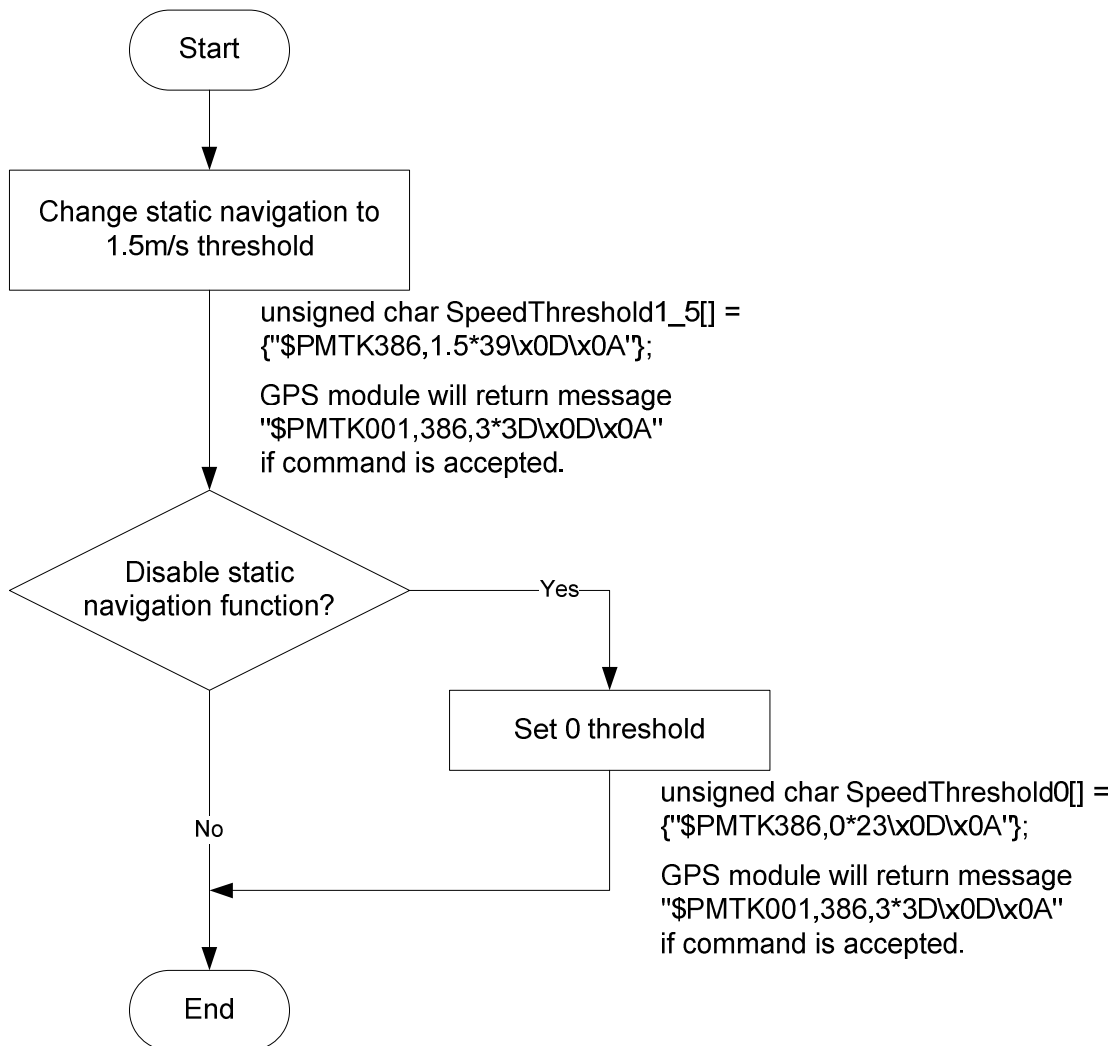 Start
Change static navigation to
1.5m/s threshold
unsigned char SpeedThreshold1_5[] =
{"$PMTK386,1.5*39\x0D\x0A"};
GPS module will return message
"$PMTK001,386,3*3D\x0D\x0A"
if command is accepted.
Disable static
navigation function?
Yes
Set 0 threshold
unsigned char SpeedThreshold0[] =
{"$PMTK386,0*23\x0D\x0A"};
GPS module will return message
"$PMTK001,386,3*3D\x0D\x0A"
if command is accepted.
No
End